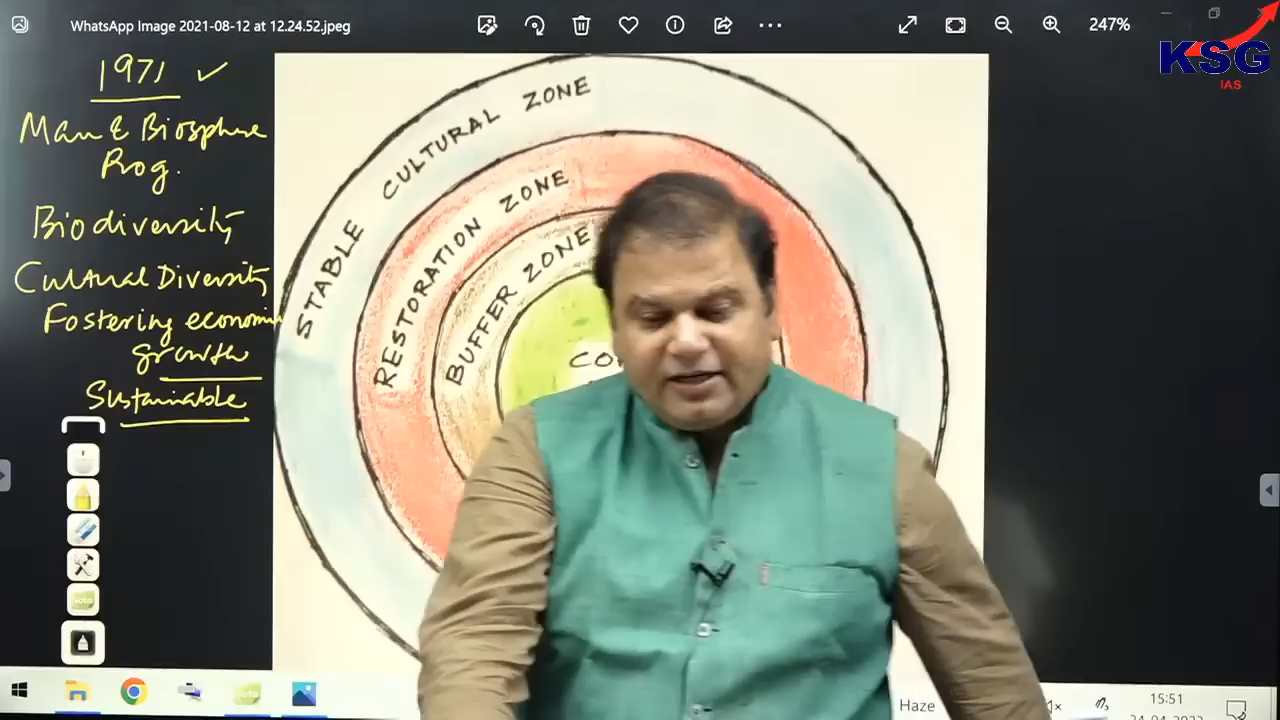 WhatsApp Image 2021-08-12 at 12.24.52.jpeg
247%
KSG
IAS
1971
Man & Biosphere
Prog.
Biodiversity
Cultural Diversity
Fostering economic
growth
Sustainable
STABLE CULTURAL ZONE
RESTORATION ZONE
BUFFER ZONE
Haze
15:51